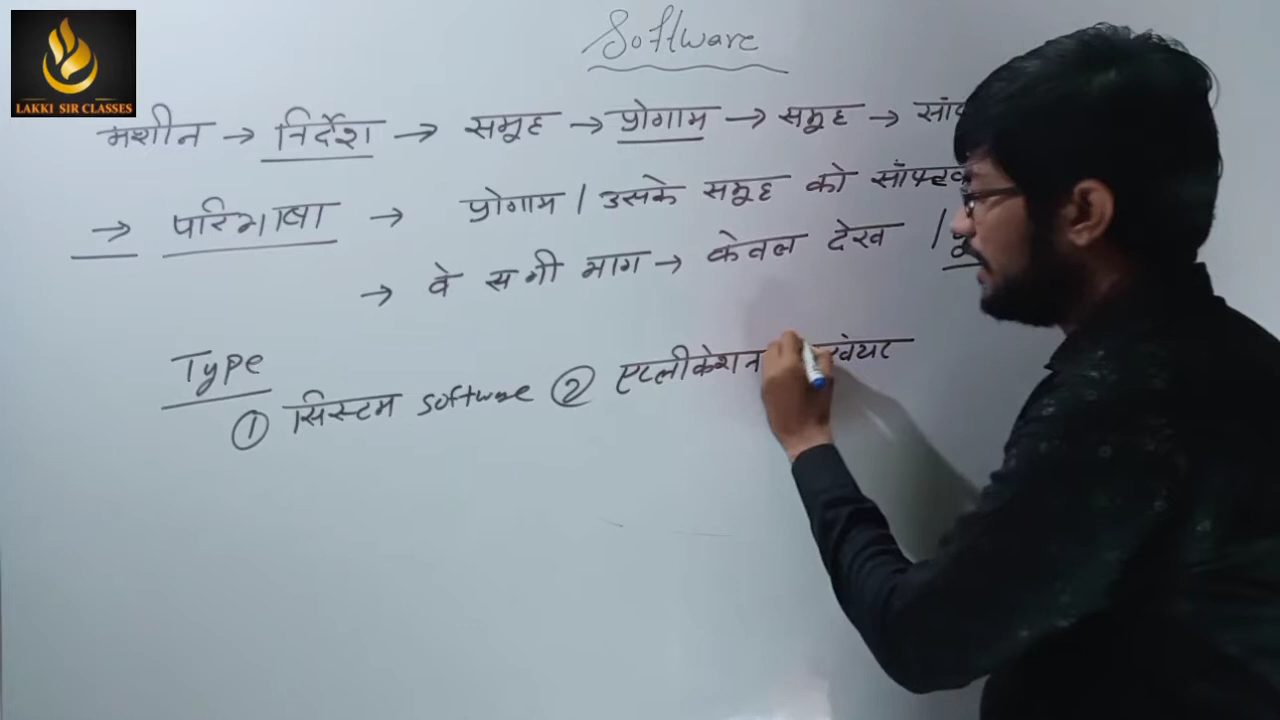 LAKKI SIR CLASSES
Software
मशीन → निर्देश → समूह → प्रोगाम → समूह →
→ परिभाषा → प्रोगाम / उसके समूह को
→ वे सभी भाग → केवल देख /
Type
① सिस्टम Software ② एप्लीकेशन